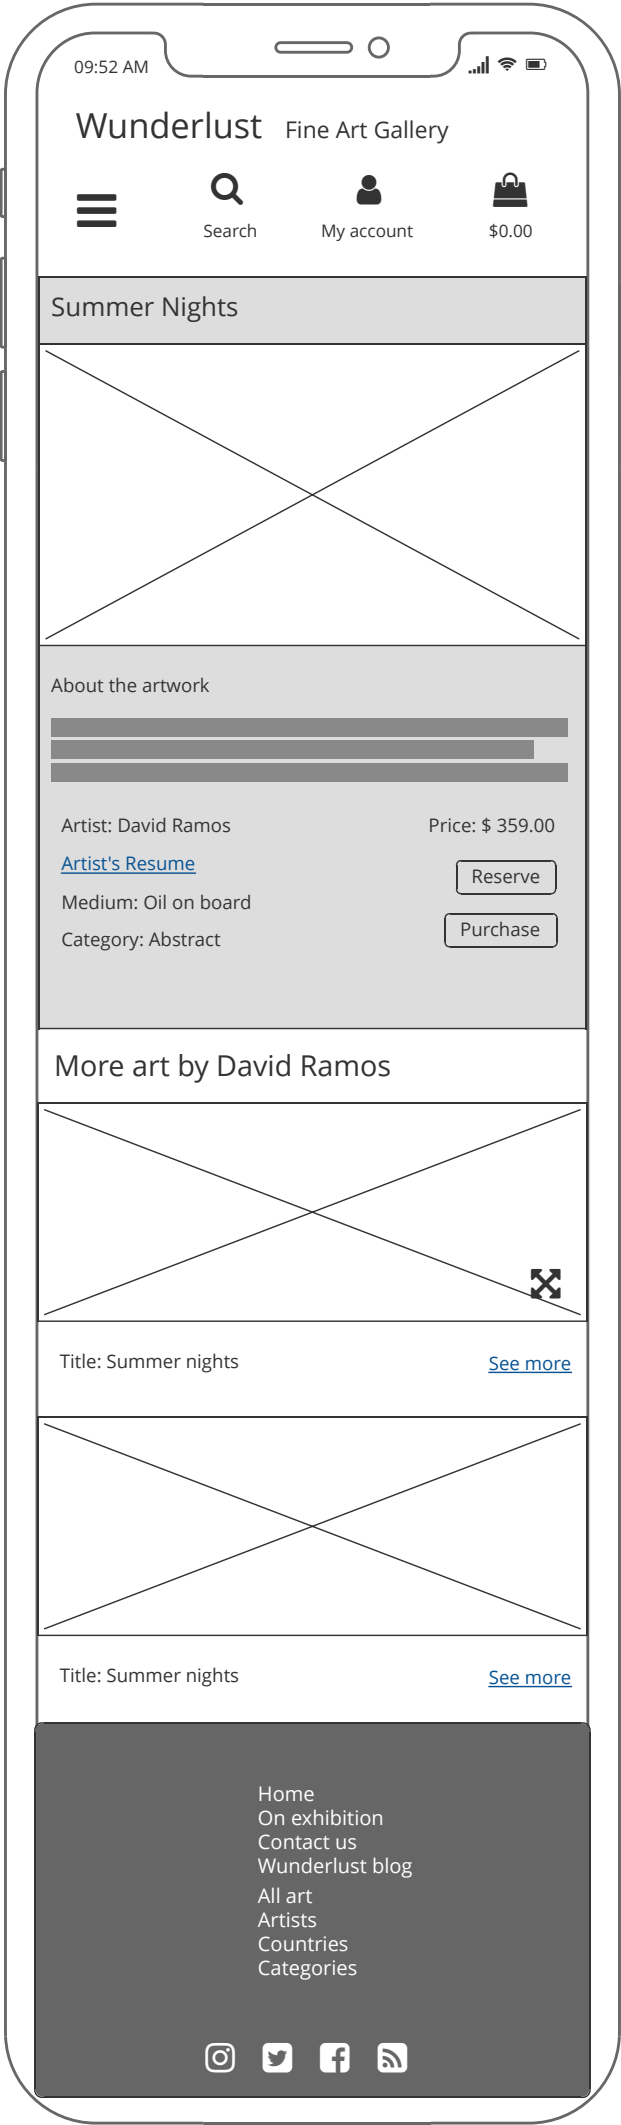 09:52 AM
Wunderlust Fine Art Gallery
Search My account $0.00
Summer Nights
About the artwork
Artist: David Ramos Price: $ 359.00
Artist's Resume Reserve
Medium: Oil on board
Category: Abstract Purchase
More art by David Ramos
Title: Summer nights See more
Title: Summer nights See more
Home
On exhibition
Contact us
Wunderlust blog
All art
Artists
Countries
Categories